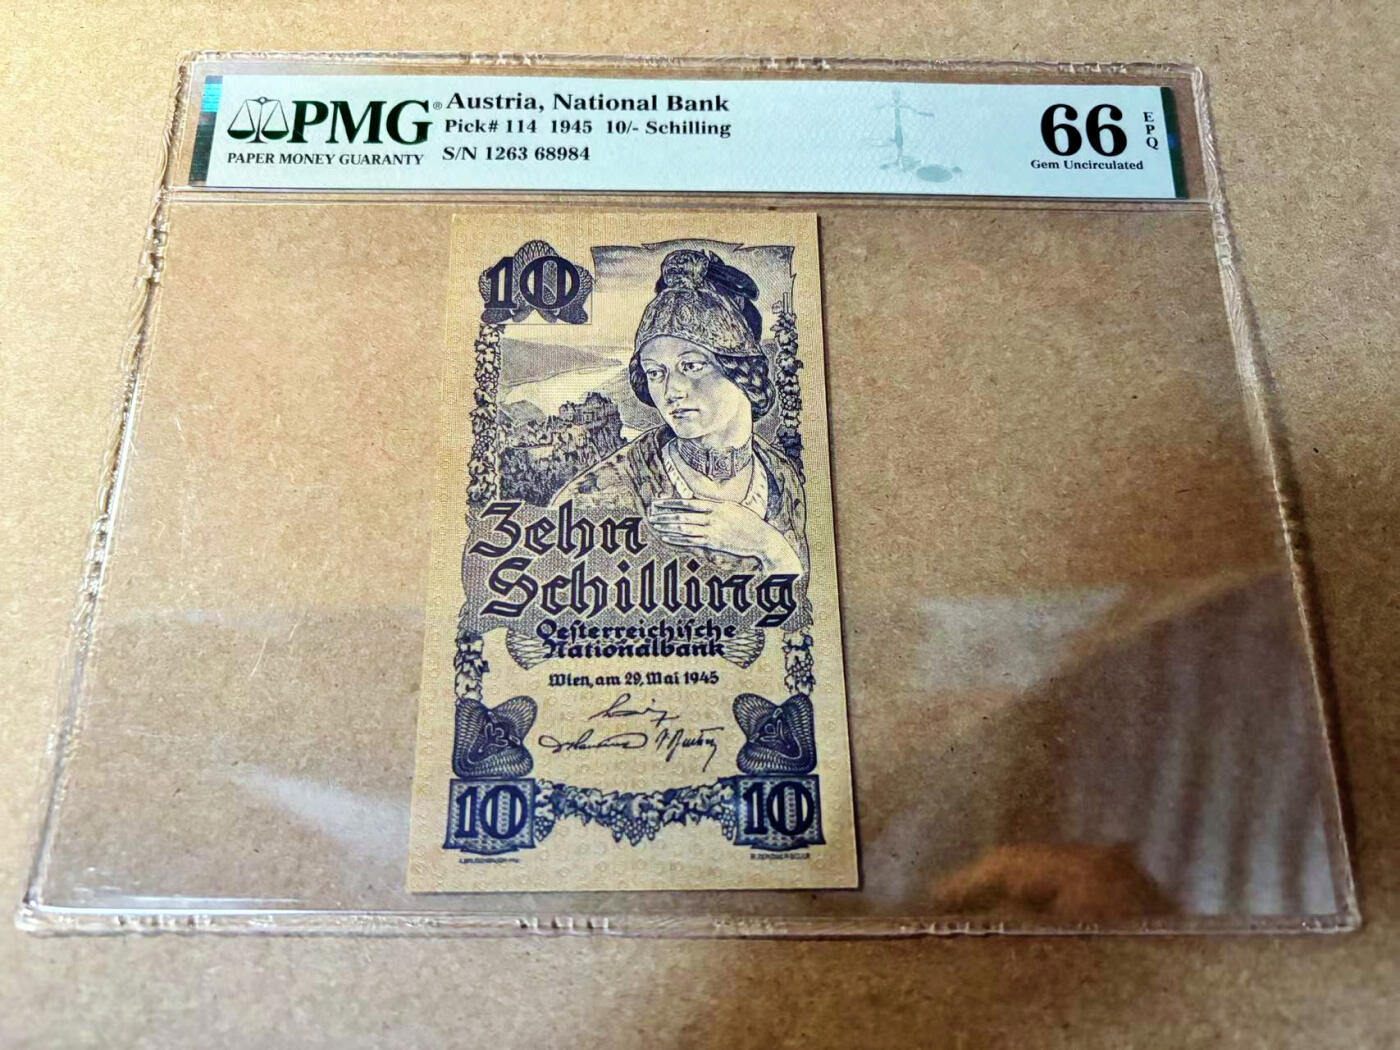 PMG®
PAPER MONEY GUARANTY
Austria, National Bank
Pick# 114 1945 10/- Schilling
S/N 1263 68984
66
EPQ
Gem Uncirculated
10
Zehn
Schilling
Oesterreichische
Nationalbank
Wien, am 29. Mai 1945
10
10